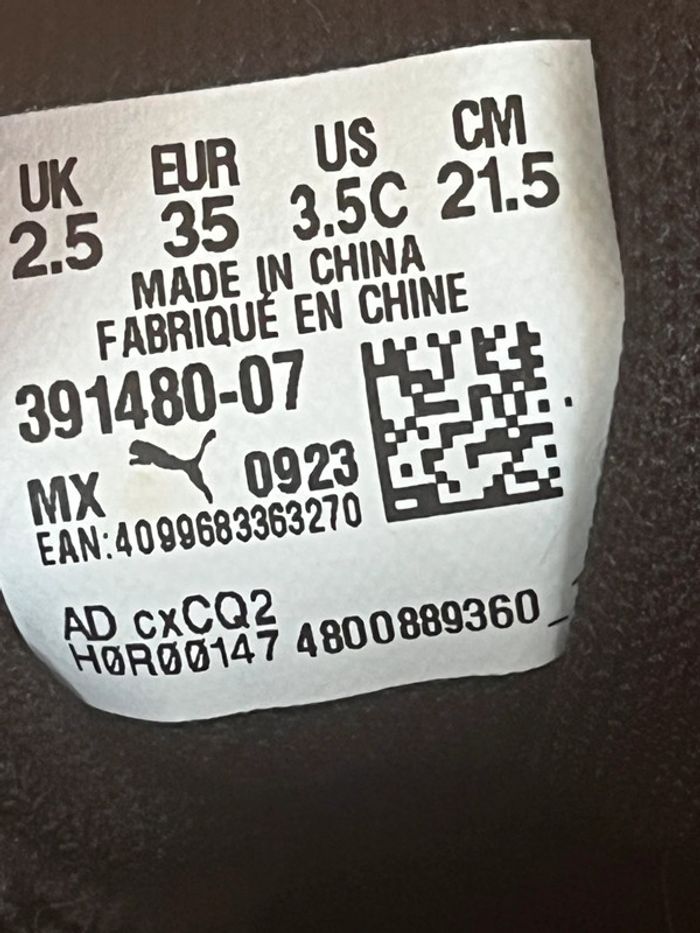 UK EUR US CM
2.5 35 3.5C 21.5
MADE IN CHINA
FABRIQUÉ EN CHINE
391480-07
MX 0923
EAN:4099683363270
AD cxCQ2
HØRØØ147 4800889360